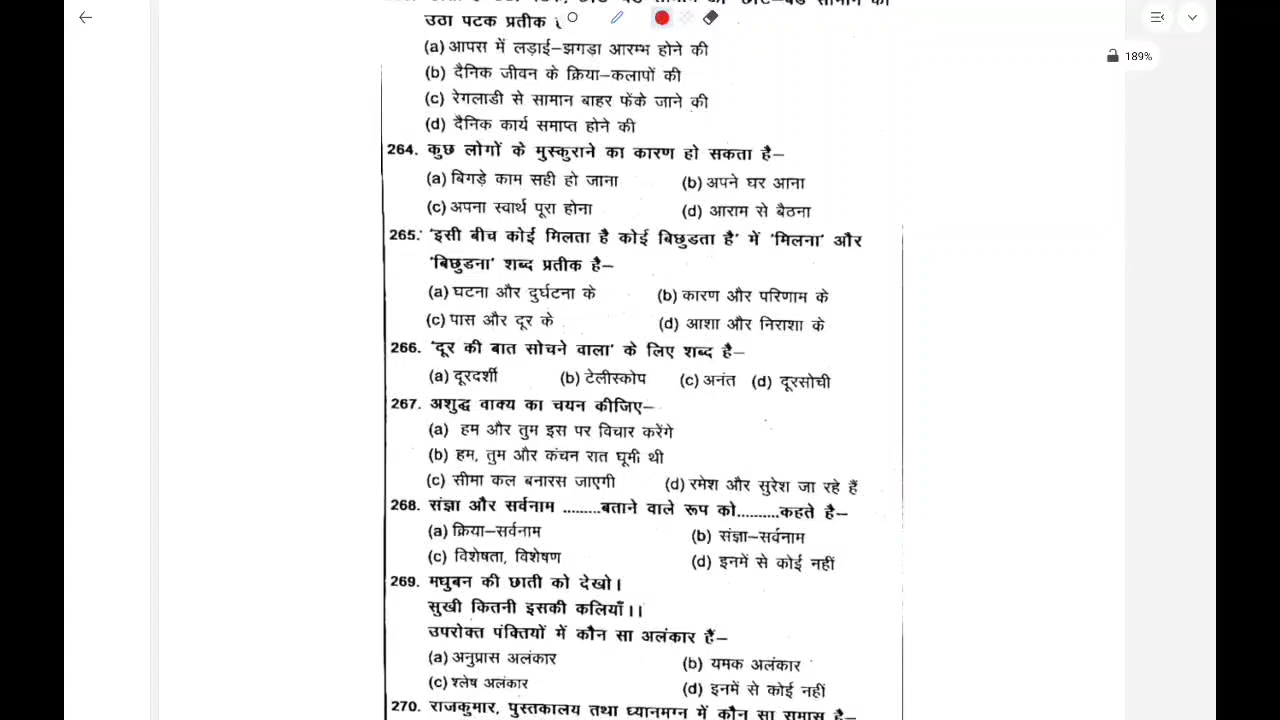 उठा पटक प्रतीक
189%
(a) आपस में लड़ाई–झगड़ा आरम्भ होने की
(b) दैनिक जीवन के क्रिया–कलापों की
(c) रेगलाडी से सामान बाहर फेंके जाने की
(d) दैनिक कार्य समाप्त होने की
264. कुछ लोगों के मुस्कुराने का कारण हो सकता है–
(a) बिगड़े काम सही हो जाना (b) अपने घर आना
(c) अपना स्वार्थ पूरा होना (d) आराम से बैठना
265. 'इसी बीच कोई मिलता है कोई बिछुडता है' में 'मिलना' और
'बिछुडना' शब्द प्रतीक है–
(a) घटना और दुर्घटना के (b) कारण और परिणाम के
(c) पास और दूर के (d) आशा और निराशा के
266. 'दूर की बात सोचने वाला' के लिए शब्द है–
(a) दूरदर्शी (b) टेलीस्कोप (c) अनंत (d) दूरसोची
267. अशुद्ध वाक्य का चयन कीजिए–
(a) हम और तुम इस पर विचार करेंगे
(b) हम, तुम और कंचन रात घूमी थी
(c) सीमा कल बनारस जाएगी (d) रमेश और सुरेश जा रहे हैं
268. संज्ञा और सर्वनाम .........बताने वाले रूप को..........कहते है–
(a) क्रिया–सर्वनाम (b) संज्ञा–सर्वनाम
(c) विशेषता, विशेषण (d) इनमें से कोई नहीं
269. मधुबन की छाती को देखो।
सुखी कितनी इसकी कलियाँ।।
उपरोक्त पंक्तियों में कौन सा अलंकार हैं–
(a) अनुप्रास अलंकार (b) यमक अलंकार
(c) श्लेष अलंकार (d) इनमें से कोई नहीं
270. राजकुमार, पुस्तकालय तथा ध्यानमग्न में कौन सा समास है–